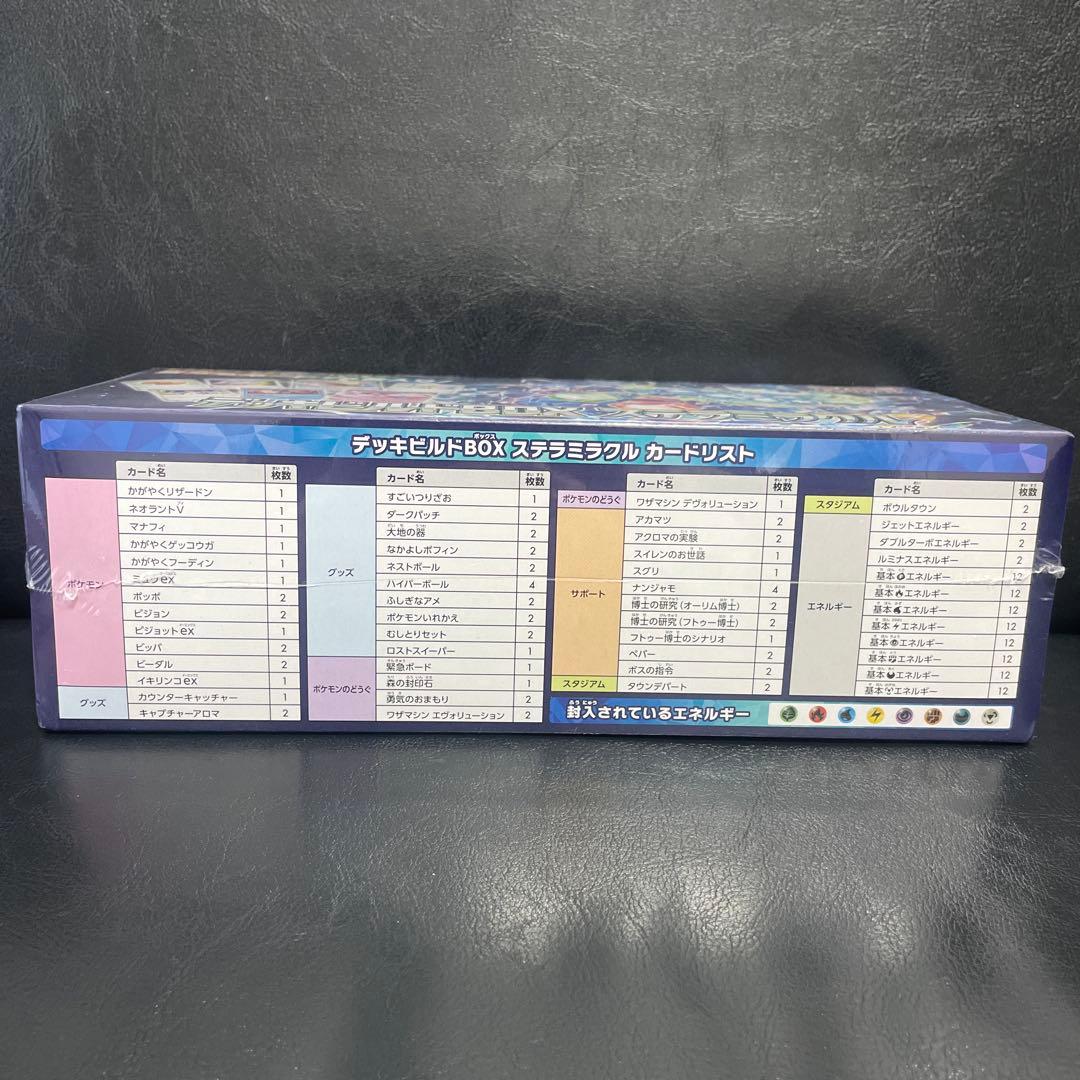 デッキビルドBOX ステラミラクル カードリスト
カード名 枚数
ポケモン
かがやくリザードン 1
ネオラントV 1
マナフィ 1
かがやくゲッコウガ 1
かがやくフーディン 1
ミュウex 1
ポッポ 2
ピジョン 2
ピジョットex 1
ビッパ 2
ビーダル 2
イキリンコex 1
グッズ
カウンターキャッチャー 1
キャプチャーアロマ 2
カード名 枚数
グッズ
すごいつりざお 1
ダークパッチ 2
大地の器 2
なかよしポフィン 2
ネストボール 2
ハイパーボール 4
ふしぎなアメ 2
ポケモンいれかえ 2
むしとりセット 2
ロストスイーパー 1
ポケモンのどうぐ
緊急ボード 1
森の封印石 1
勇気のおまもり 2
ワザマシン エヴォリューション 2
カード名 枚数
ポケモンのどうぐ
ワザマシン デヴォリューション 1
サポート
アカマツ 2
アクロマの実験 2
スイレンのお世話 1
スグリ 1
ナンジャモ 4
博士の研究(オーリム博士) 2
博士の研究(フトゥー博士) 2
フトゥー博士のシナリオ 1
ペパー 2
ボスの指令 2
スタジアム
タウンデパート 2
カード名 枚数
スタジアム
ボウルタウン 2
エネルギー
ジェットエネルギー 2
ダブルターボエネルギー 2
ルミナスエネルギー 2
基本エネルギー 12
基本エネルギー 12
基本エネルギー 12
基本エネルギー 12
基本エネルギー 12
基本エネルギー 12
基本エネルギー 12
基本エネルギー 12
封入されているエネルギー